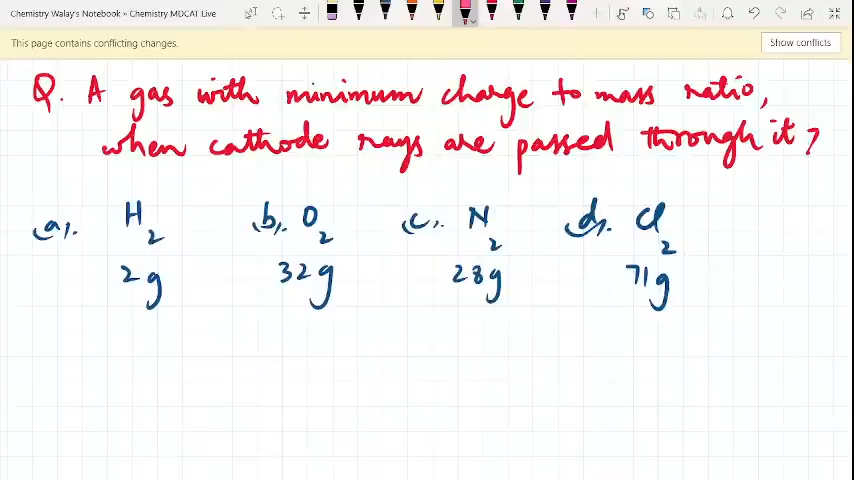 Chemistry Walay's Notebook » Chemistry MDCAT Live
This page contains conflicting changes.
Show conflicts
Q. A gas with minimum charge to mass ratio,
when cathode rays are passed through it?
a). H2 b). O2 c). N2 d). Cl2
2g 32g 28g 71g